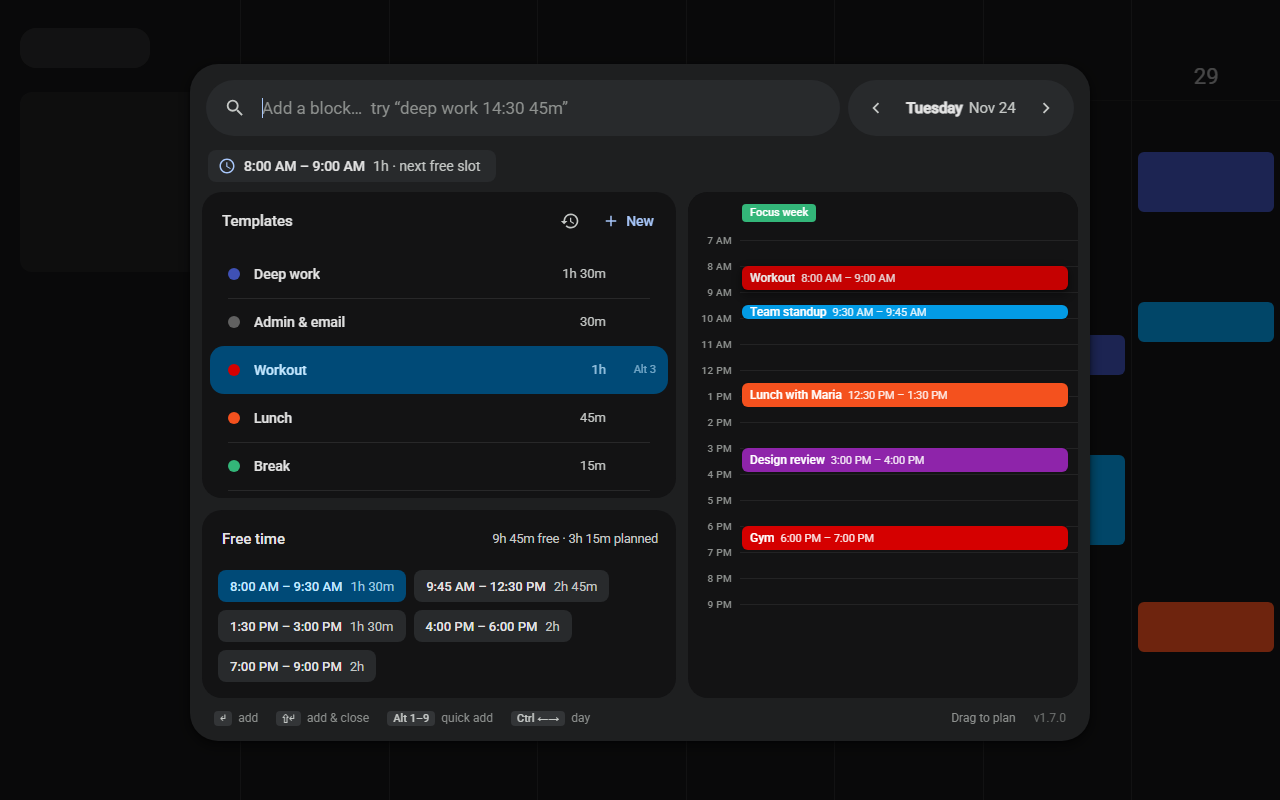 Add a block… try “deep work 14:30 45m”
Tuesday Nov 24
29
8:00 AM – 9:00 AM 1h · next free slot
Templates
New
Deep work 1h 30m
Admin & email 30m
Workout 1h Alt 3
Lunch 45m
Break 15m
Free time 9h 45m free · 3h 15m planned
8:00 AM – 9:30 AM 1h 30m
9:45 AM – 12:30 PM 2h 45m
1:30 PM – 3:00 PM 1h 30m
4:00 PM – 6:00 PM 2h
7:00 PM – 9:00 PM 2h
Focus week
7 AM
8 AM
Workout 8:00 AM – 9:00 AM
9 AM
Team standup 9:30 AM – 9:45 AM
10 AM
11 AM
12 PM
Lunch with Maria 12:30 PM – 1:30 PM
1 PM
2 PM
3 PM
Design review 3:00 PM – 4:00 PM
4 PM
5 PM
6 PM
Gym 6:00 PM – 7:00 PM
7 PM
8 PM
9 PM
↵ add ⇧↵ add & close Alt 1–9 quick add Ctrl ←→ day
Drag to plan v1.7.0